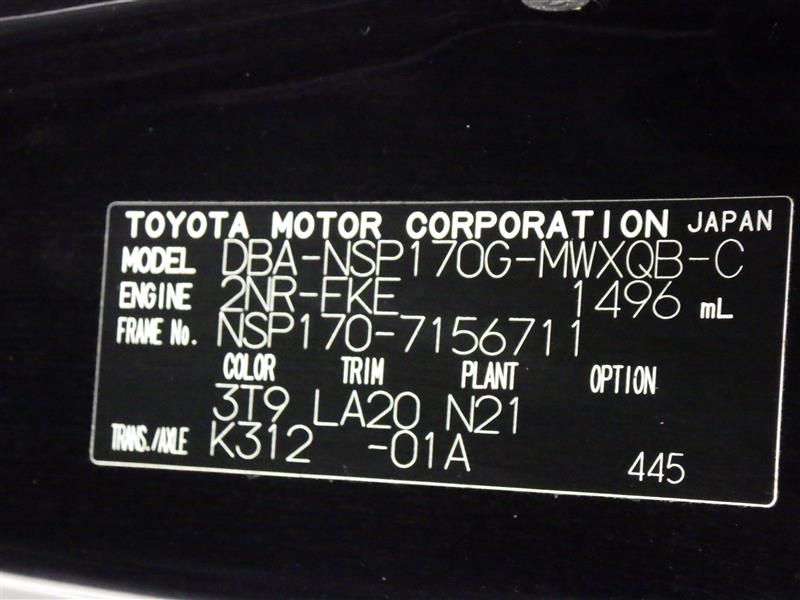 TOYOTA MOTOR CORPORATION JAPAN
MODEL DBA-NSP170G-MWXQB-C
ENGINE 2NR-FKE 1496 mL
FRAME No. NSP170-7156711
COLOR TRIM PLANT OPTION
3T9 LA20 N21
TRANS./AXLE K312 -01A
445